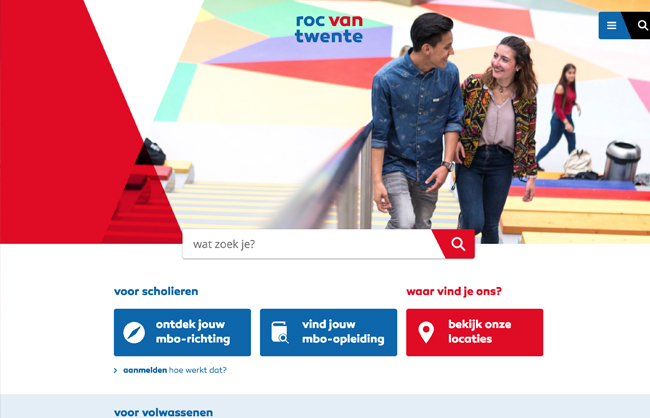 roc van
twente
wat zoek je?
voor scholieren
waar vind je ons?
ontdek jouw
mbo-richting
vind jouw
mbo-opleiding
bekijk onze
locaties
aanmelden hoe werkt dat?
voor volwassenen